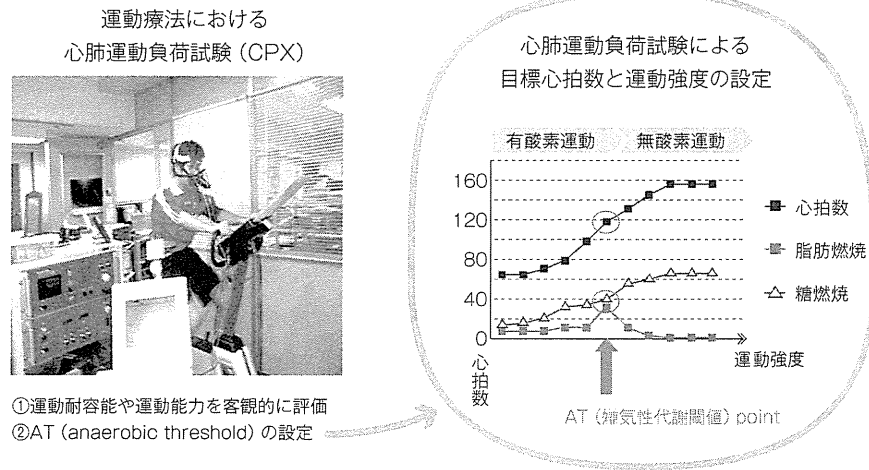 運動療法における
心肺運動負荷試験（CPX）
①運動耐容能や運動能力を客観的に評価
②AT（anaerobic threshold）の設定
心肺運動負荷試験による
目標心拍数と運動強度の設定
有酸素運動
無酸素運動
160
120
80
40
0
心拍数
運動強度
心拍数
脂肪燃焼
糖燃焼
AT（嫌気性代謝閾値）point